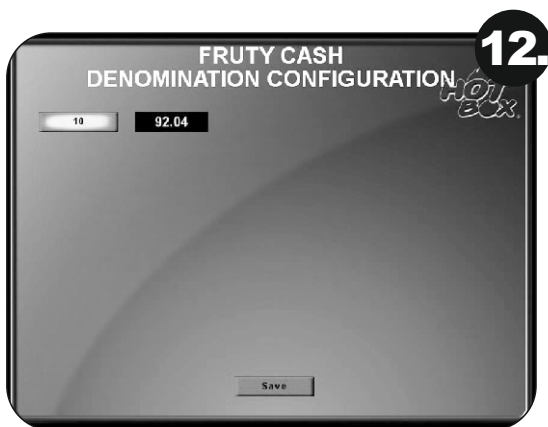 12.
FRUTY CASH
DENOMINATION CONFIGURATION
HOT
BOX
10
92.04
Save